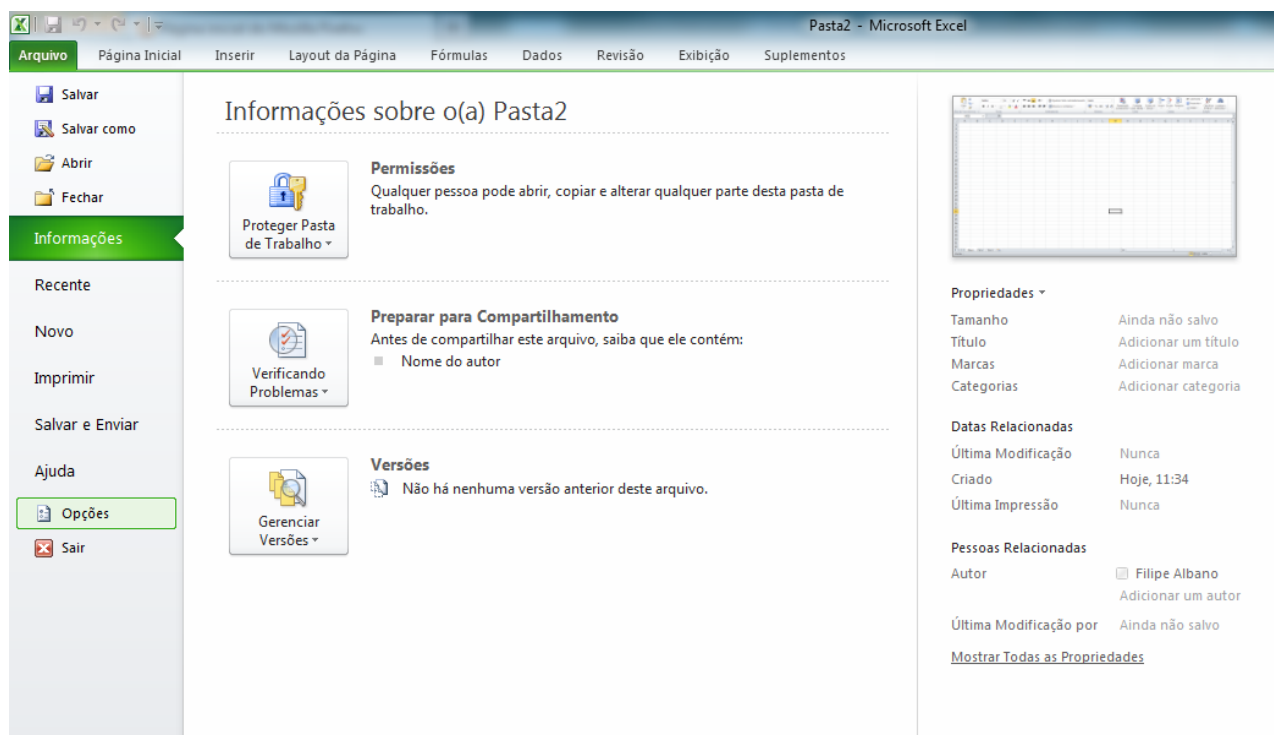 Pasta2 - Microsoft Excel
Arquivo Página Inicial Inserir Layout da Página Fórmulas Dados Revisão Exibição Suplementos
Salvar
Salvar como
Abrir
Fechar
Informações
Recente
Novo
Imprimir
Salvar e Enviar
Ajuda
Opções
Sair
Informações sobre o(a) Pasta2
Proteger Pasta
de Trabalho
Permissões
Qualquer pessoa pode abrir, copiar e alterar qualquer parte desta pasta de
trabalho.
Verificando
Problemas
Preparar para Compartilhamento
Antes de compartilhar este arquivo, saiba que ele contém:
Nome do autor
Gerenciar
Versões
Versões
Não há nenhuma versão anterior deste arquivo.
Propriedades
Tamanho Ainda não salvo
Título Adicionar um título
Marcas Adicionar marca
Categorias Adicionar categoria
Datas Relacionadas
Última Modificação Nunca
Criado Hoje, 11:34
Última Impressão Nunca
Pessoas Relacionadas
Autor Filipe Albano
Adicionar um autor
Última Modificação por Ainda não salvo
Mostrar Todas as Propriedades